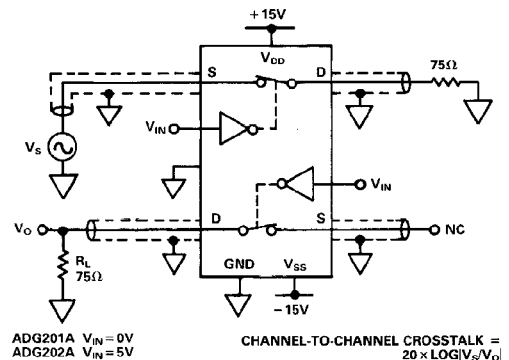 +15V
V_DD
S
D
75Ω
V_IN
V_S
V_IN
V_O
D
S
NC
R_L
75Ω
GND
V_SS
−15V
ADG201A V_IN = 0V
ADG202A V_IN = 5V
CHANNEL-TO-CHANNEL CROSSTALK =
20 × LOG|V_S/V_O|